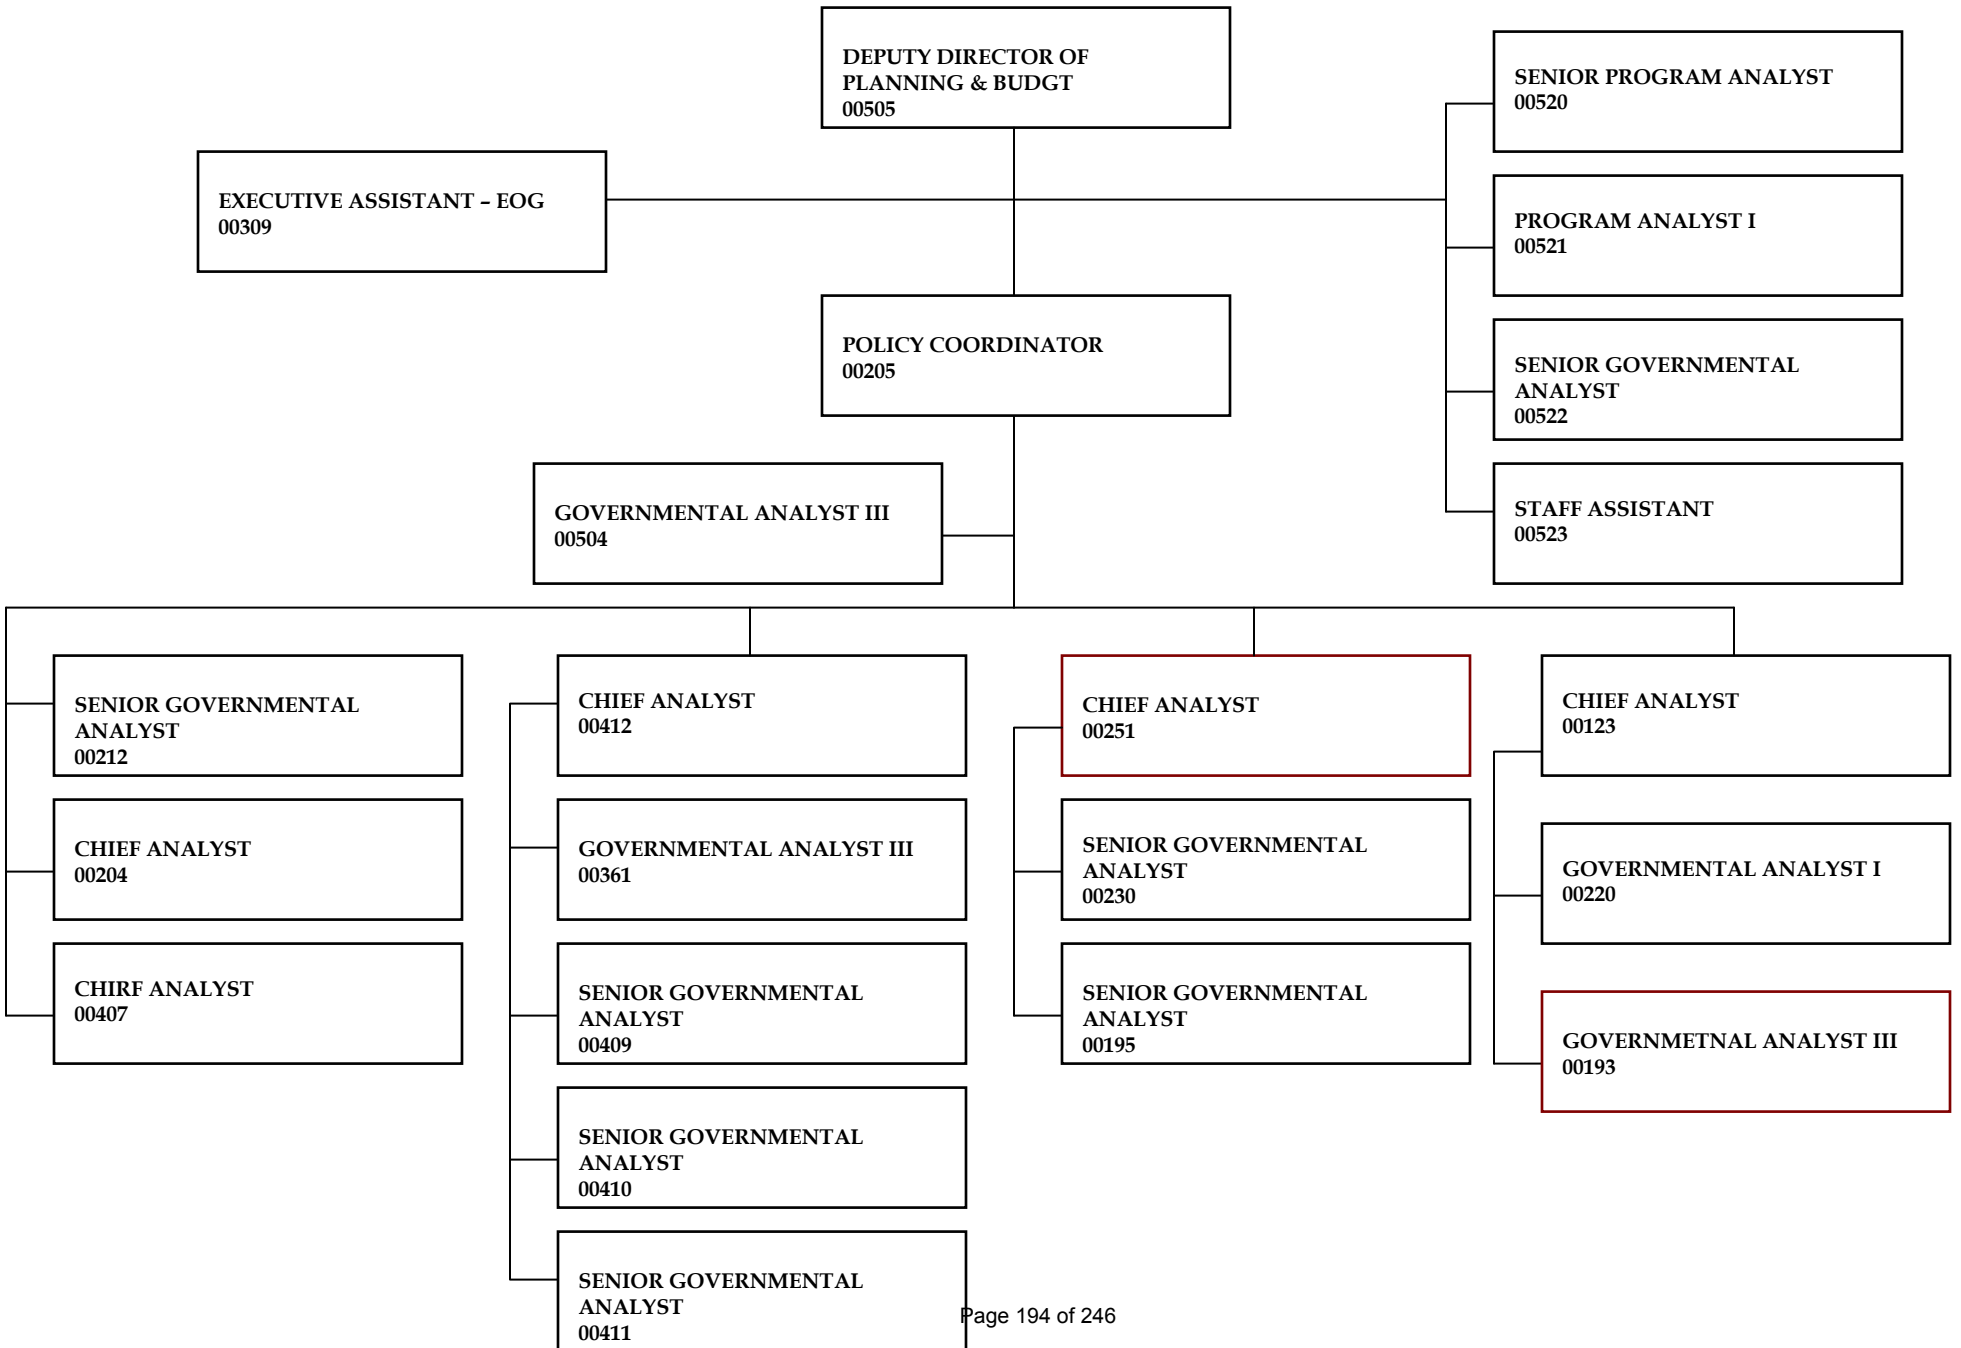 DEPUTY DIRECTOR OF
PLANNING & BUDGT
00505
SENIOR PROGRAM ANALYST
00520
EXECUTIVE ASSISTANT – EOG
00309
PROGRAM ANALYST I
00521
POLICY COORDINATOR
00205
SENIOR GOVERNMENTAL
ANALYST
00522
GOVERNMENTAL ANALYST III
00504
STAFF ASSISTANT
00523
SENIOR GOVERNMENTAL
ANALYST
00212
CHIEF ANALYST
00204
CHIRF ANALYST
00407
CHIEF ANALYST
00412
GOVERNMENTAL ANALYST III
00361
SENIOR GOVERNMENTAL
ANALYST
00409
SENIOR GOVERNMENTAL
ANALYST
00410
SENIOR GOVERNMENTAL
ANALYST
00411
CHIEF ANALYST
00251
SENIOR GOVERNMENTAL
ANALYST
00230
SENIOR GOVERNMENTAL
ANALYST
00195
CHIEF ANALYST
00123
GOVERNMENTAL ANALYST I
00220
GOVERNMETNAL ANALYST III
00193
Page 194 of 246